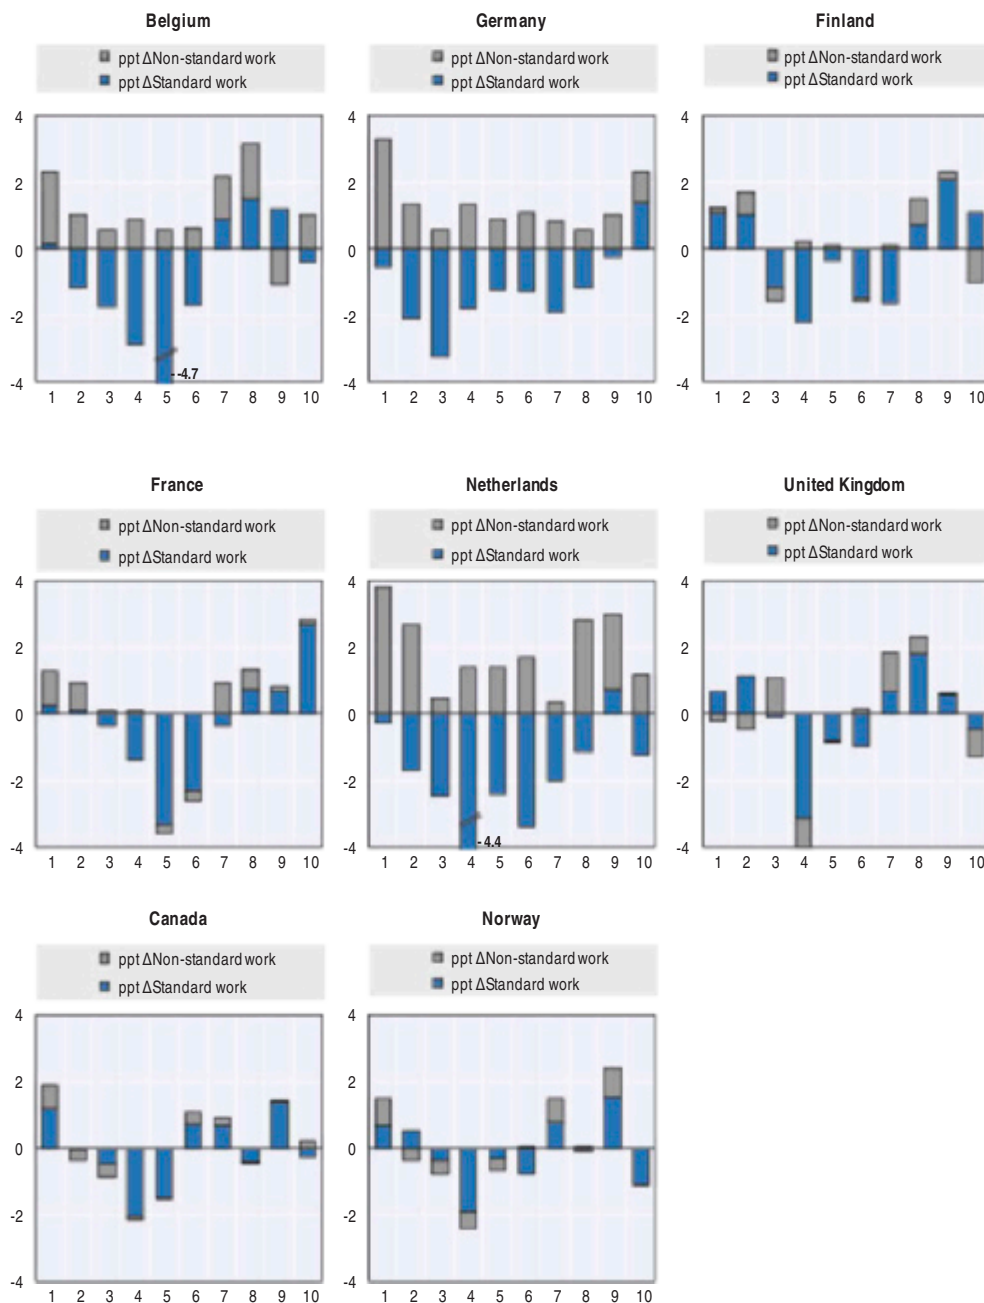 Belgium
ppt ΔNon-standard work
ppt ΔStandard work
4
2
0
-2
-4
- -4.7
1 2 3 4 5 6 7 8 9 10
Germany
ppt ΔNon-standard work
ppt ΔStandard work
4
2
0
-2
-4
1 2 3 4 5 6 7 8 9 10
Finland
ppt ΔNon-standard work
ppt ΔStandard work
4
2
0
-2
-4
1 2 3 4 5 6 7 8 9 10
France
ppt ΔNon-standard work
ppt ΔStandard work
4
2
0
-2
-4
1 2 3 4 5 6 7 8 9 10
Netherlands
ppt ΔNon-standard work
ppt ΔStandard work
4
2
0
-2
-4
- 4.4
1 2 3 4 5 6 7 8 9 10
United Kingdom
ppt ΔNon-standard work
ppt ΔStandard work
4
2
0
-2
-4
1 2 3 4 5 6 7 8 9 10
Canada
ppt ΔNon-standard work
ppt ΔStandard work
4
2
0
-2
-4
1 2 3 4 5 6 7 8 9 10
Norway
ppt ΔNon-standard work
ppt ΔStandard work
4
2
0
-2
-4
1 2 3 4 5 6 7 8 9 10